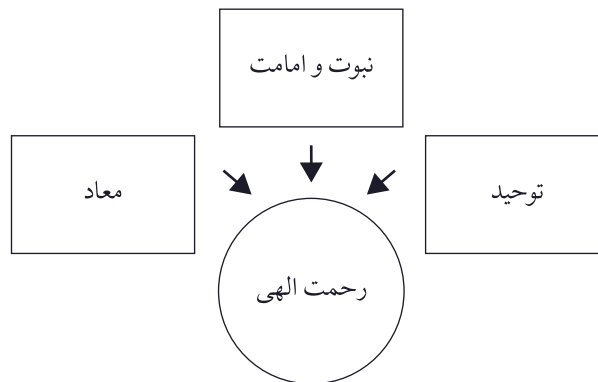 نبوت و امامت
توحید
معاد
رحمت الهی